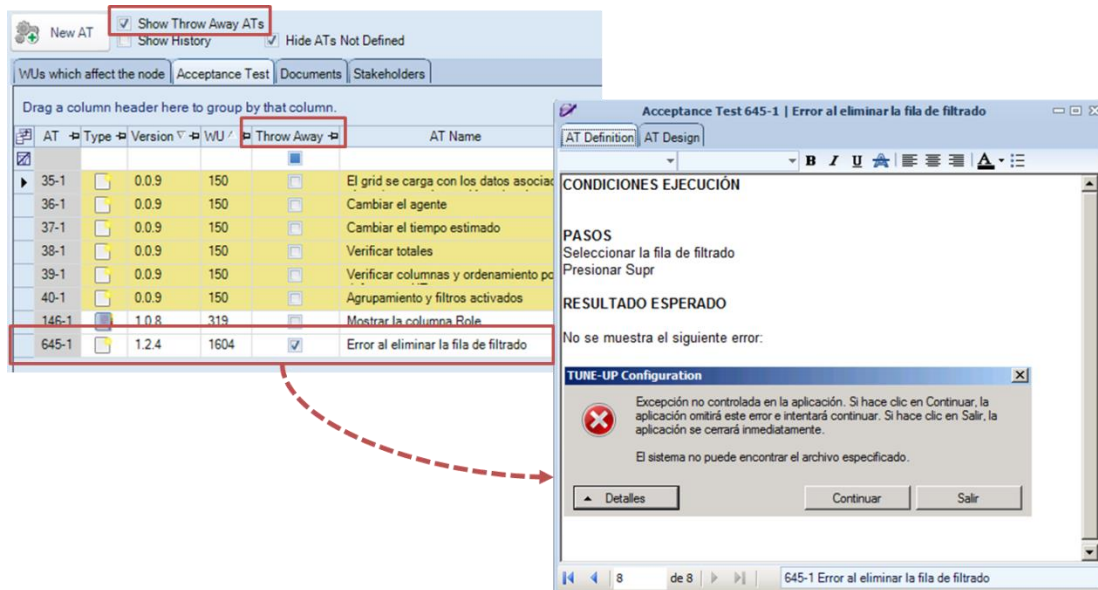 New AT
Show Throw Away ATs
Show History
Hide ATs Not Defined
WUs which affect the node Acceptance Test Documents Stakeholders
Drag a column header here to group by that column.
AT Type Version WU Throw Away AT Name
35-1 0.0.9 150 El grid se carga con los datos asociad
36-1 0.0.9 150 Cambiar el agente
37-1 0.0.9 150 Cambiar el tiempo estimado
38-1 0.0.9 150 Verificar totales
39-1 0.0.9 150 Verificar columnas y ordenamiento po
40-1 0.0.9 150 Agrupamiento y filtros activados
146-1 1.0.8 319 Mostrar la columna Role
645-1 1.2.4 1604 Error al eliminar la fila de filtrado
Acceptance Test 645-1 | Error al eliminar la fila de filtrado
AT Definition AT Design
B I U A A
CONDICIONES EJECUCIÓN
PASOS
Seleccionar la fila de filtrado
Presionar Supr
RESULTADO ESPERADO
No se muestra el siguiente error:
TUNE-UP Configuration
Excepción no controlada en la aplicación. Si hace clic en Continuar, la
aplicación omitirá este error e intentará continuar. Si hace clic en Salir, la
aplicación se cerrará inmediatamente.
El sistema no puede encontrar el archivo especificado.
Detalles Continuar Salir
8 de 8 645-1 Error al eliminar la fila de filtrado